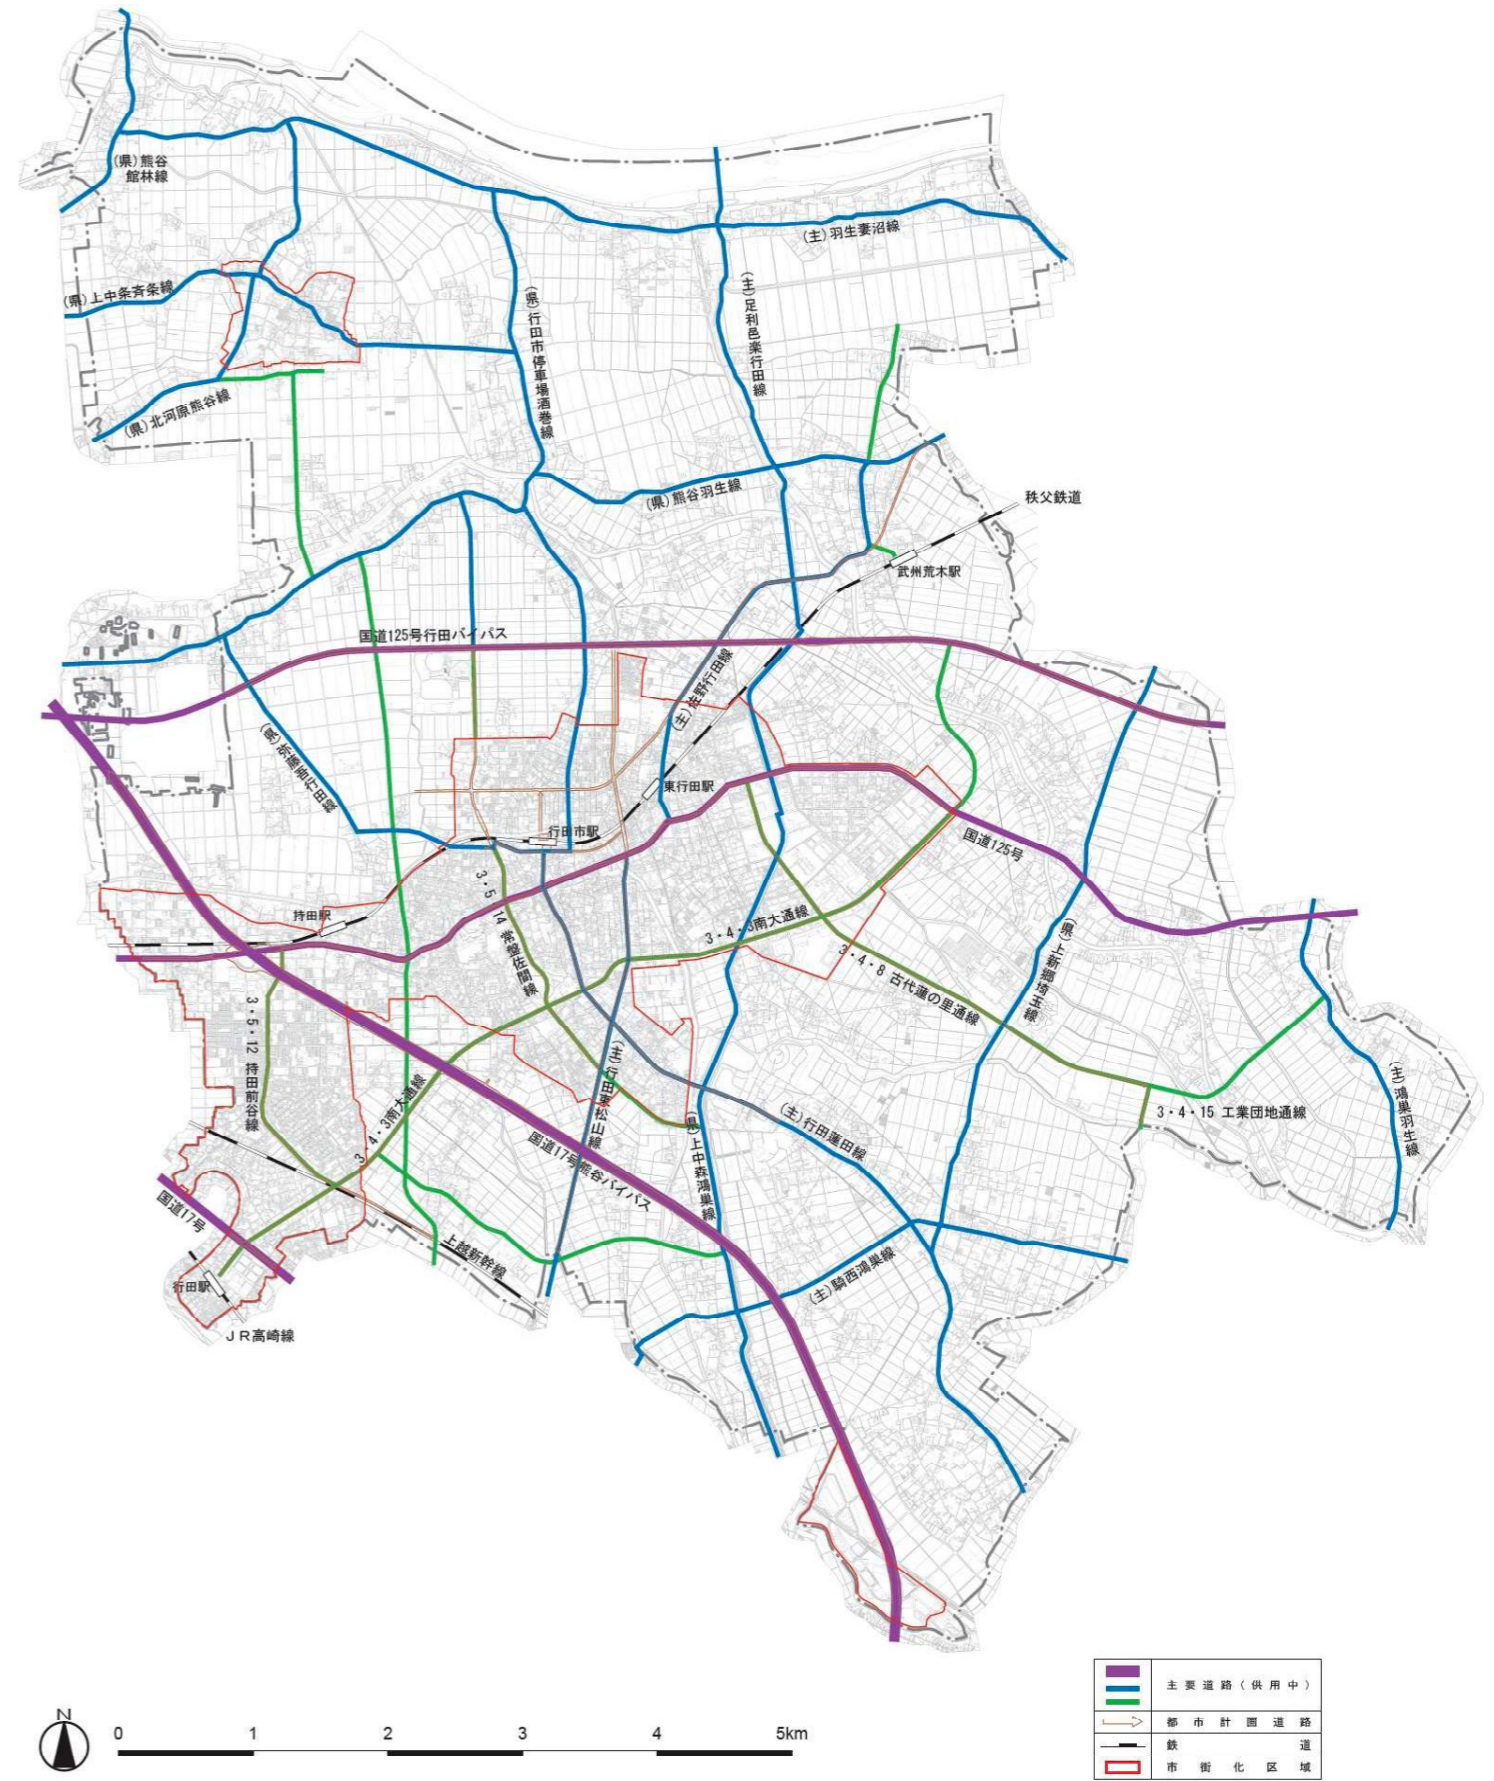 (県)熊谷
館林線
(主)羽生妻沼線
(県)上中条斉条線
(県)行田市停車場酒巻線
(主)足利邑楽行田線
(県)北河原熊谷線
(県)熊谷羽生線
秩父鉄道
武州荒木駅
国道125号行田バイパス
(主)佐野行田線
(県)弥藤吾行田線
東行田駅
行田市駅
国道125号
3・5・14 常盤佐間線
持田駅
3・4・3南大通線
3・4・8 古代蓮の里通線
(県)上新郷埼玉線
3・5・12 持田前谷線
(主)行田東松山線
3・4・3南大通線
(主)行田蓮田線
3・4・15 工業団地通線
(主)鴻巣羽生線
国道17号熊谷バイパス
(県)上中森鴻巣線
国道17号
上越新幹線
(主)騎西鴻巣線
行田駅
JR高崎線
主要道路(供用中)
都市計画道路
鉄道
市街化区域
N
0 1 2 3 4 5km